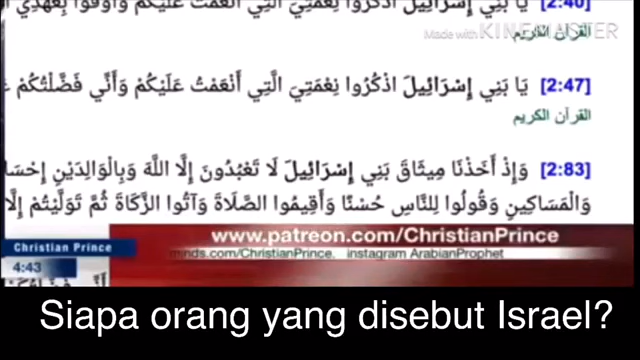 [2:40] يَا بَنِي إِسْرَائِيلَ اذْكُرُوا نِعْمَتِيَ الَّتِي أَنْعَمْتُ عَلَيْكُمْ وَأَوْفُوا بِعَهْدِي
القرآن الكريم
Made with KINEMASTER
[2:47] يَا بَنِي إِسْرَائِيلَ اذْكُرُوا نِعْمَتِيَ الَّتِي أَنْعَمْتُ عَلَيْكُمْ وَأَنِّي فَضَّلْتُكُمْ
القرآن الكريم
[2:83] وَإِذْ أَخَذْنَا مِيثَاقَ بَنِي إِسْرَائِيلَ لَا تَعْبُدُونَ إِلَّا اللَّهَ وَبِالْوَالِدَيْنِ
وَالْمَسَاكِينِ وَقُولُوا لِلنَّاسِ حُسْنًا وَأَقِيمُوا الصَّلَاةَ وَآتُوا الزَّكَاةَ ثُمَّ تَوَلَّيْتُمْ إِلَّا
www.patreon.com/ChristianPrince
Christian Prince
minds.com/ChristianPrince. instagram ArabianProphet
4:43
Siapa orang yang disebut Israel?